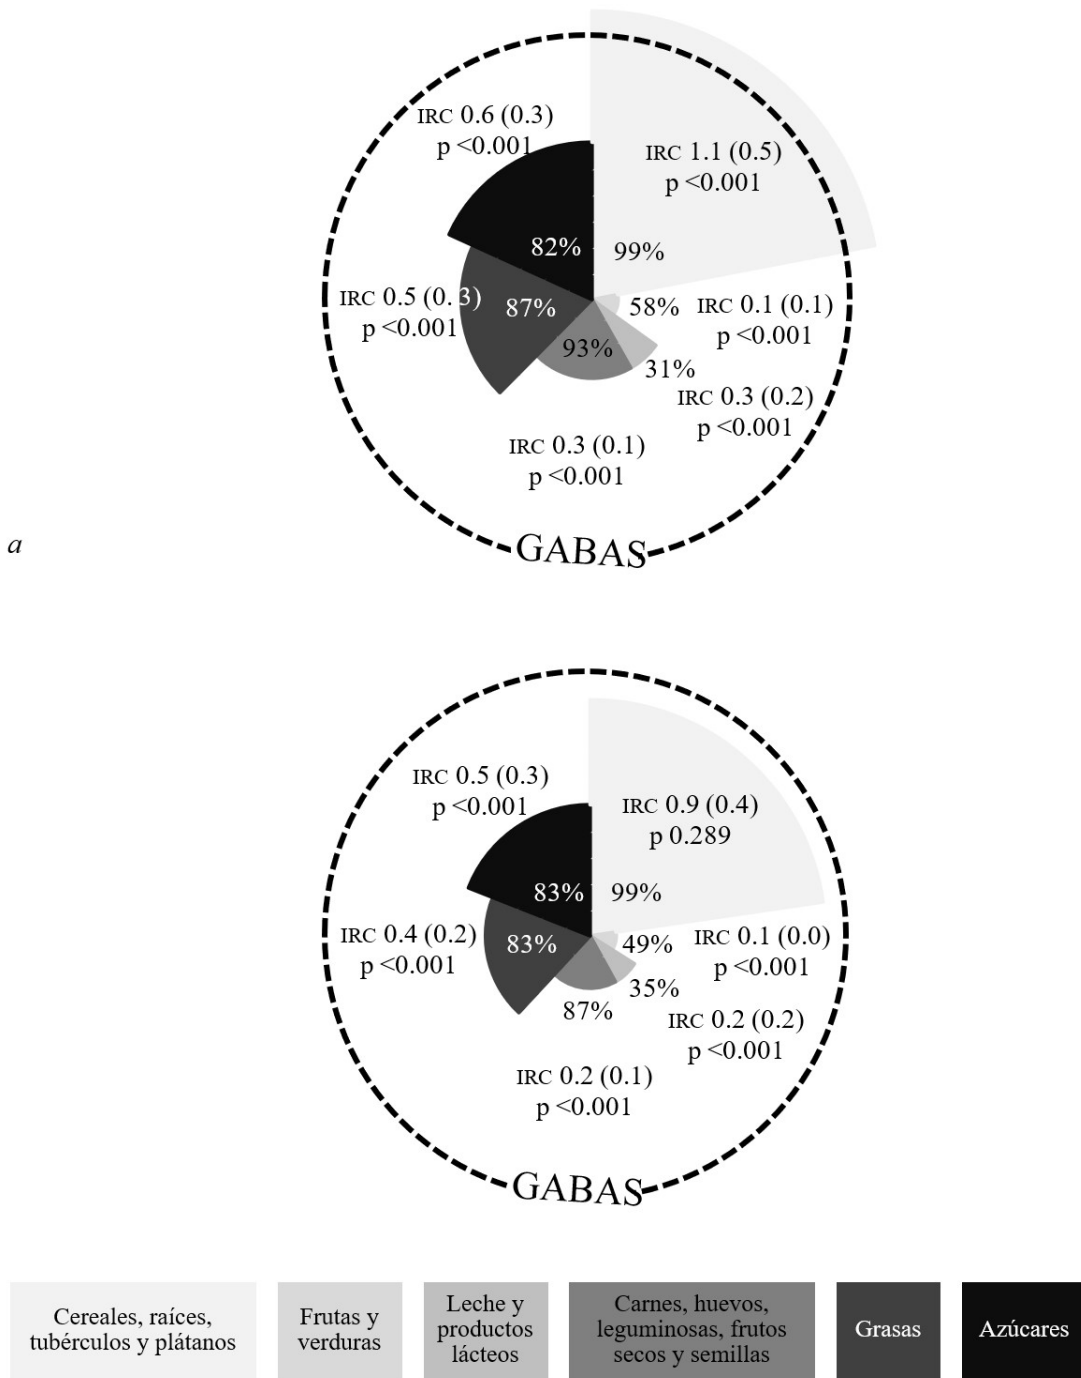 IRC 0.6 (0.3)
p <0.001
IRC 1.1 (0.5)
p <0.001
82%
99%
IRC 0.5 (0.3)
p <0.001
87%
58%
IRC 0.1 (0.1)
p <0.001
93%
31%
IRC 0.3 (0.2)
p <0.001
IRC 0.3 (0.1)
p <0.001
a
GABAS
IRC 0.5 (0.3)
p <0.001
IRC 0.9 (0.4)
p 0.289
83%
99%
IRC 0.4 (0.2)
p <0.001
83%
49%
IRC 0.1 (0.0)
p <0.001
87%
35%
IRC 0.2 (0.2)
p <0.001
IRC 0.2 (0.1)
p <0.001
GABAS
Cereales, raíces,
tubérculos y plátanos
Frutas y
verduras
Leche y
productos
lácteos
Carnes, huevos,
leguminosas, frutos
secos y semillas
Grasas
Azúcares